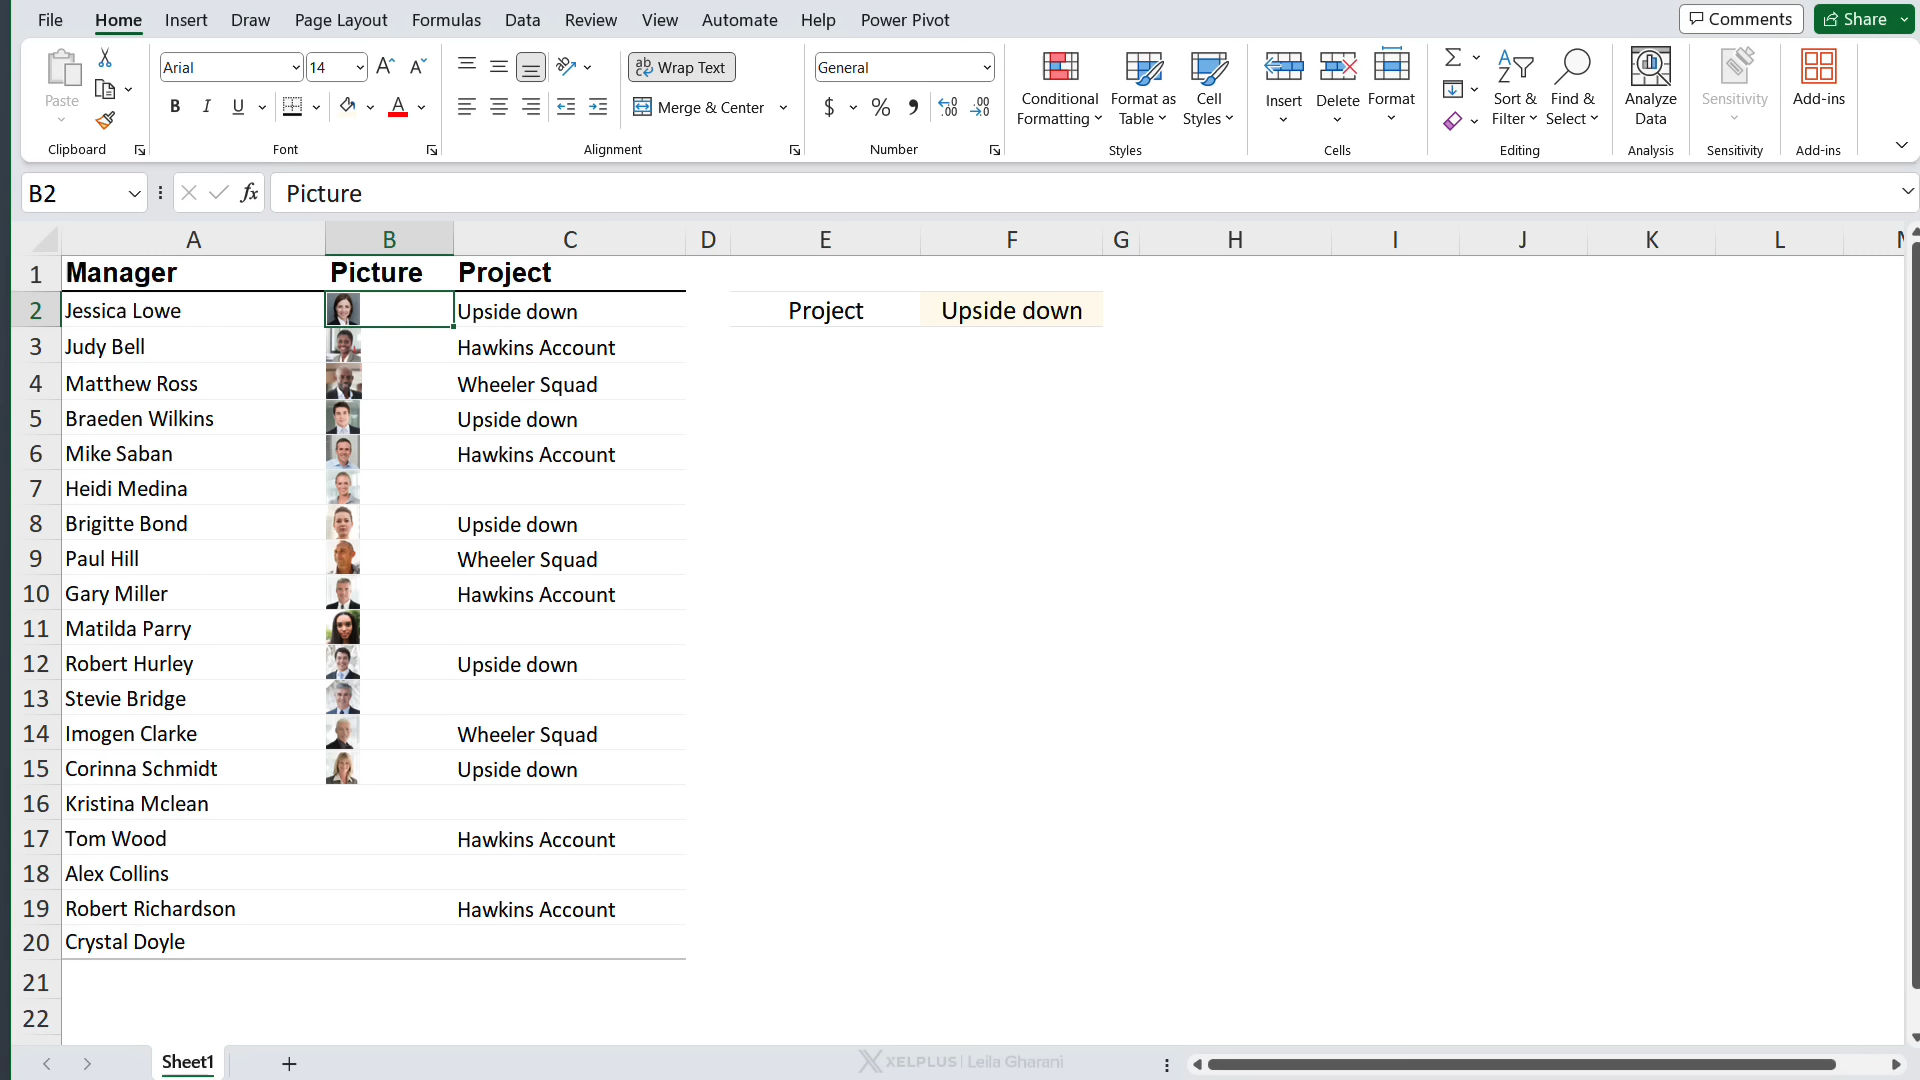 File Home Insert Draw Page Layout Formulas Data Review View Automate Help Power Pivot Comments Share
Arial 14 ab Wrap Text General
Paste Conditional Formatting Format as Table Cell Styles Insert Delete Format Sort & Filter Find & Select Analyze Data Sensitivity Add-ins
B I U A Merge & Center $ % 9 .00
Clipboard Font Alignment Number Styles Cells Editing Analysis Sensitivity Add-ins
B2 fx Picture
A B C D E F G H I J K L
1 Manager Picture Project
2 Jessica Lowe Upside down Project Upside down
3 Judy Bell Hawkins Account
4 Matthew Ross Wheeler Squad
5 Braeden Wilkins Upside down
6 Mike Saban Hawkins Account
7 Heidi Medina
8 Brigitte Bond Upside down
9 Paul Hill Wheeler Squad
10 Gary Miller Hawkins Account
11 Matilda Parry
12 Robert Hurley Upside down
13 Stevie Bridge
14 Imogen Clarke Wheeler Squad
15 Corinna Schmidt Upside down
16 Kristina Mclean
17 Tom Wood Hawkins Account
18 Alex Collins
19 Robert Richardson Hawkins Account
20 Crystal Doyle
21
22
Sheet1 XELPLUS | Leila Gharani